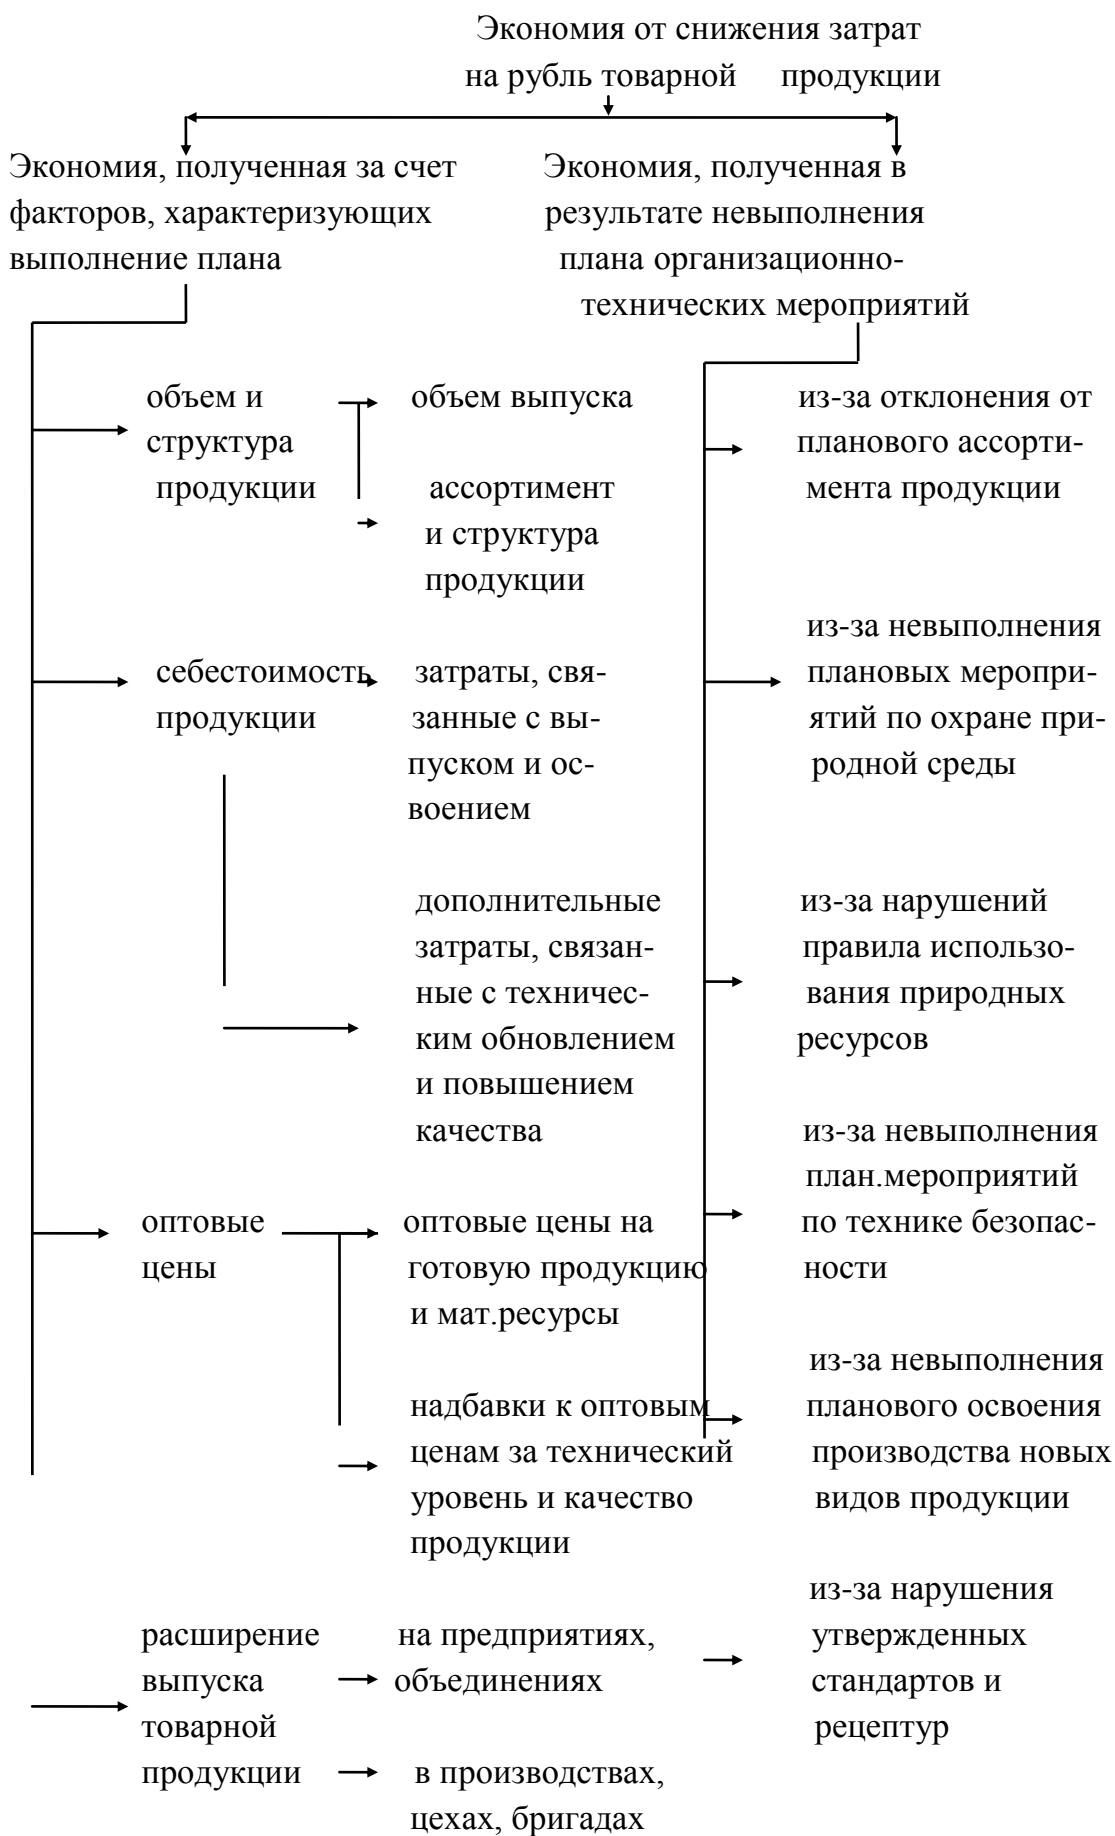 Экономия от снижения затрат
на рубль товарной продукции
Экономия, полученная за счет
факторов, характеризующих
выполнение плана
Экономия, полученная в
результате невыполнения
плана организационно-
технических мероприятий
объем и
структура
продукции
объем выпуска
ассортимент
и структура
продукции
себестоимость
продукции
затраты, свя-
занные с вы-
пуском и ос-
воением
дополнительные
затраты, связан-
ные с техничес-
ким обновлением
и повышением
качества
оптовые
цены
оптовые цены на
готовую продукцию
и мат.ресурсы
надбавки к оптовым
ценам за технический
уровень и качество
продукции
расширение
выпуска
товарной
продукции
на предприятиях,
объединениях
в производствах,
цехах, бригадах
из-за отклонения от
планового ассорти-
мента продукции
из-за невыполнения
плановых меропри-
ятий по охране при-
родной среды
из-за нарушений
правила использо-
вания природных
ресурсов
из-за невыполнения
план.мероприятий
по технике безопас-
ности
из-за невыполнения
планового освоения
производства новых
видов продукции
из-за нарушения
утвержденных
стандартов и
рецептур